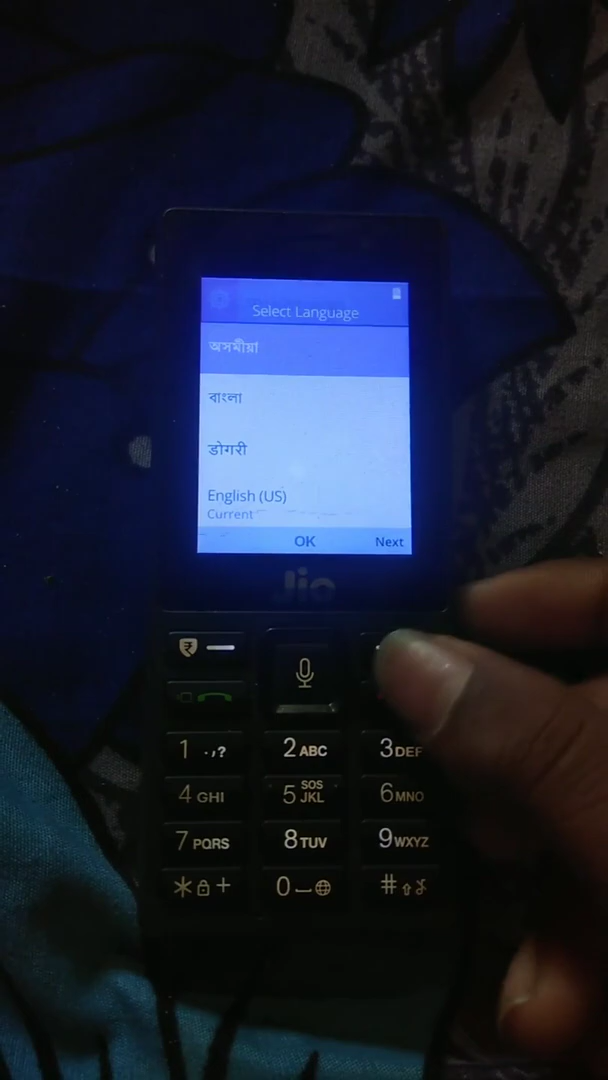 Select Language
অসমীয়া
বাংলা
डोगरी
English (US)
Current
OK
Next
Jio
1 .,?
2 ABC
3 DEF
4 GHI
5 SOS JKL
6 MNO
7 PQRS
8 TUV
9 WXYZ
* +
0
#